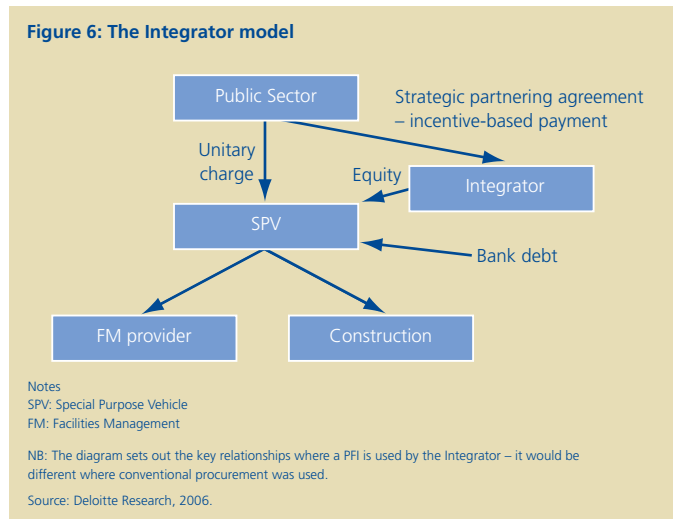 Figure 6: The Integrator model
Public Sector
Strategic partnering agreement
– incentive-based payment
Unitary
charge
Equity
Integrator
SPV
Bank debt
FM provider
Construction
Notes
SPV: Special Purpose Vehicle
FM: Facilities Management
NB: The diagram sets out the key relationships where a PFI is used by the Integrator – it would be
different where conventional procurement was used.
Source: Deloitte Research, 2006.